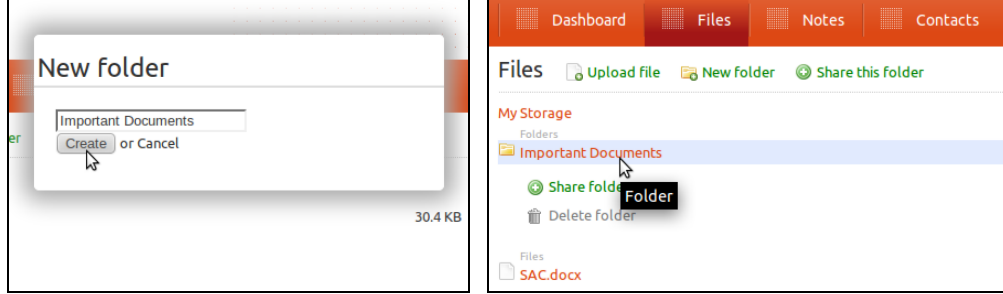 New folder
Important Documents
Create or Cancel
er
30.4 KB
Dashboard Files Notes Contacts
Files Upload file New folder Share this folder
My Storage
Folders
Important Documents
Share folde
Folder
Delete folder
Files
SAC.docx